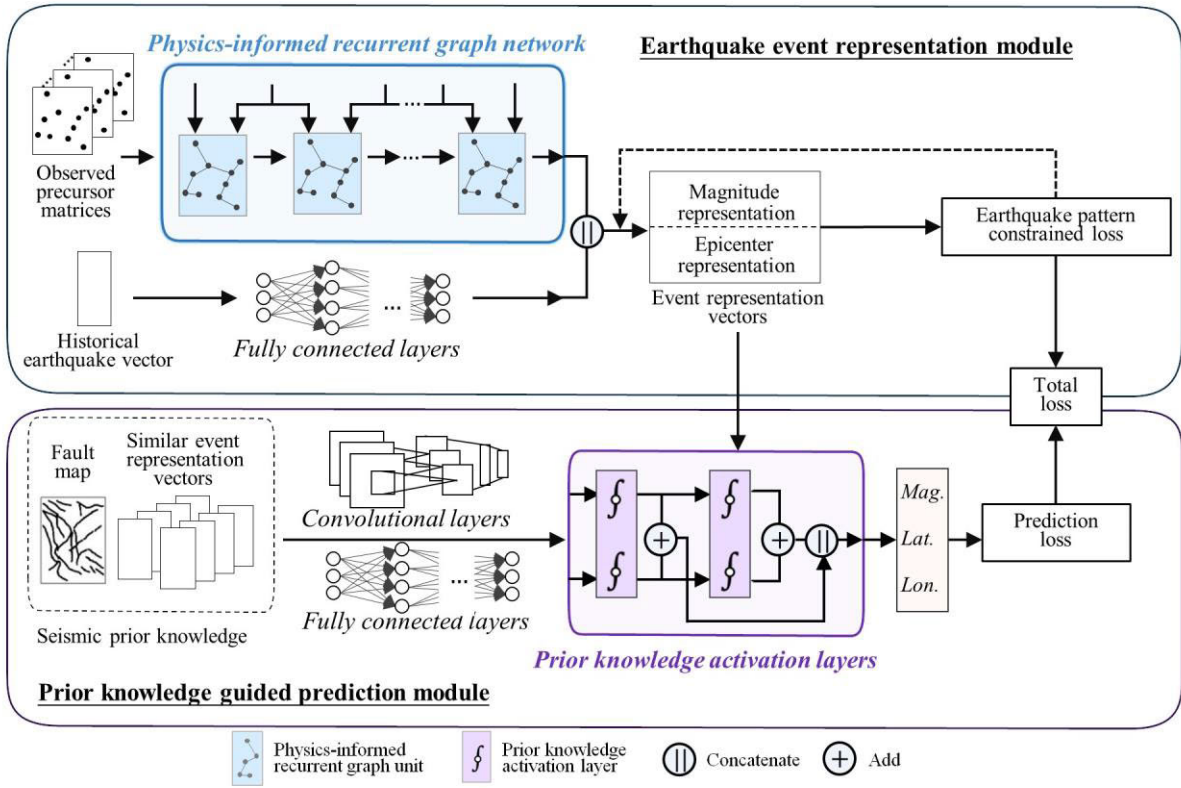 Physics-informed recurrent graph network
Earthquake event representation module
Observed
precursor
matrices
...
...
Magnitude
representation
Epicenter
representation
Earthquake pattern
constrained loss
||
Event representation
vectors
...
Historical
earthquake vector
Fully connected layers
Total
loss
Fault
map
Similar event
representation
vectors
Convolutional layers
Mag.
Lat.
Lon.
Prediction
loss
+
+
||
...
Fully connected layers
Seismic prior knowledge
Prior knowledge activation layers
Prior knowledge guided prediction module
Physics-informed
recurrent graph unit
Prior knowledge
activation layer
|| Concatenate
+ Add